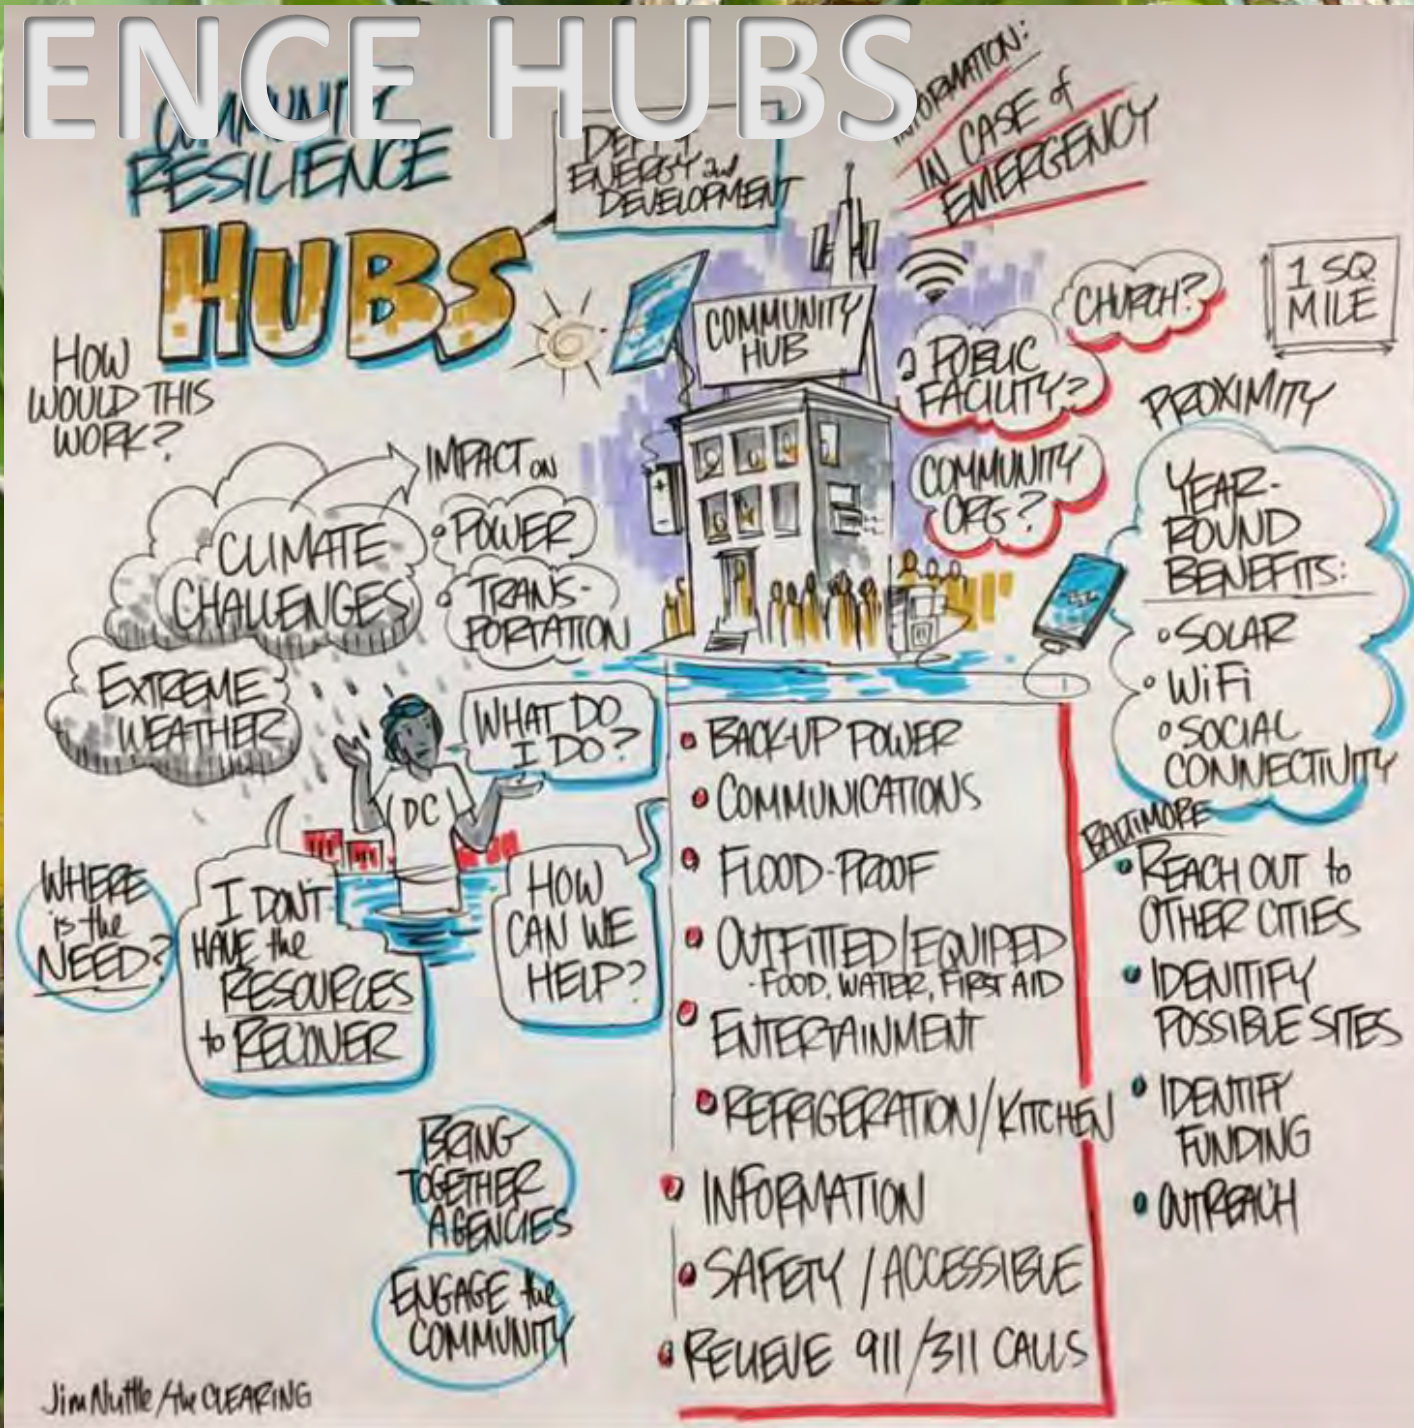 ENCE HUBS
COMMUNITY
RESILIENCE
HUBS
DEPT
ENERGY and
DEVELOPMENT
INFORMATION:
IN CASE of
EMERGENCY
HOW
WOULD THIS
WORK?
COMMUNITY
HUB
CHURCH?
PUBLIC
FACILITY?
COMMUNITY
ORG?
1 SQ
MILE
PROXIMITY
CLIMATE
CHALLENGES
IMPACT on
POWER
TRANS-
PORTATION
EXTREME
WEATHER
WHAT DO
I DO?
DC
YEAR-
ROUND
BENEFITS:
SOLAR
WiFi
SOCIAL
CONNECTIVITY
WHERE
is the
NEED?
I DON'T
HAVE the
RESOURCES
to RECOVER
HOW
CAN WE
HELP?
BACK-UP POWER
COMMUNICATIONS
FLOOD-PROOF
OUTFITTED/EQUIPED
-FOOD, WATER, FIRST AID
ENTERTAINMENT
REFRIGERATION/KITCHEN
INFORMATION
SAFETY / ACCESSIBLE
RELIEVE 911/311 CALLS
BALTIMORE
REACH OUT to
OTHER CITIES
IDENITIFY
POSSIBLE SITES
IDENTIFY
FUNDING
OUTREACH
BRING
TOGETHER
AGENCIES
ENGAGE the
COMMUNITY
Jim Nuttle / the CLEARING